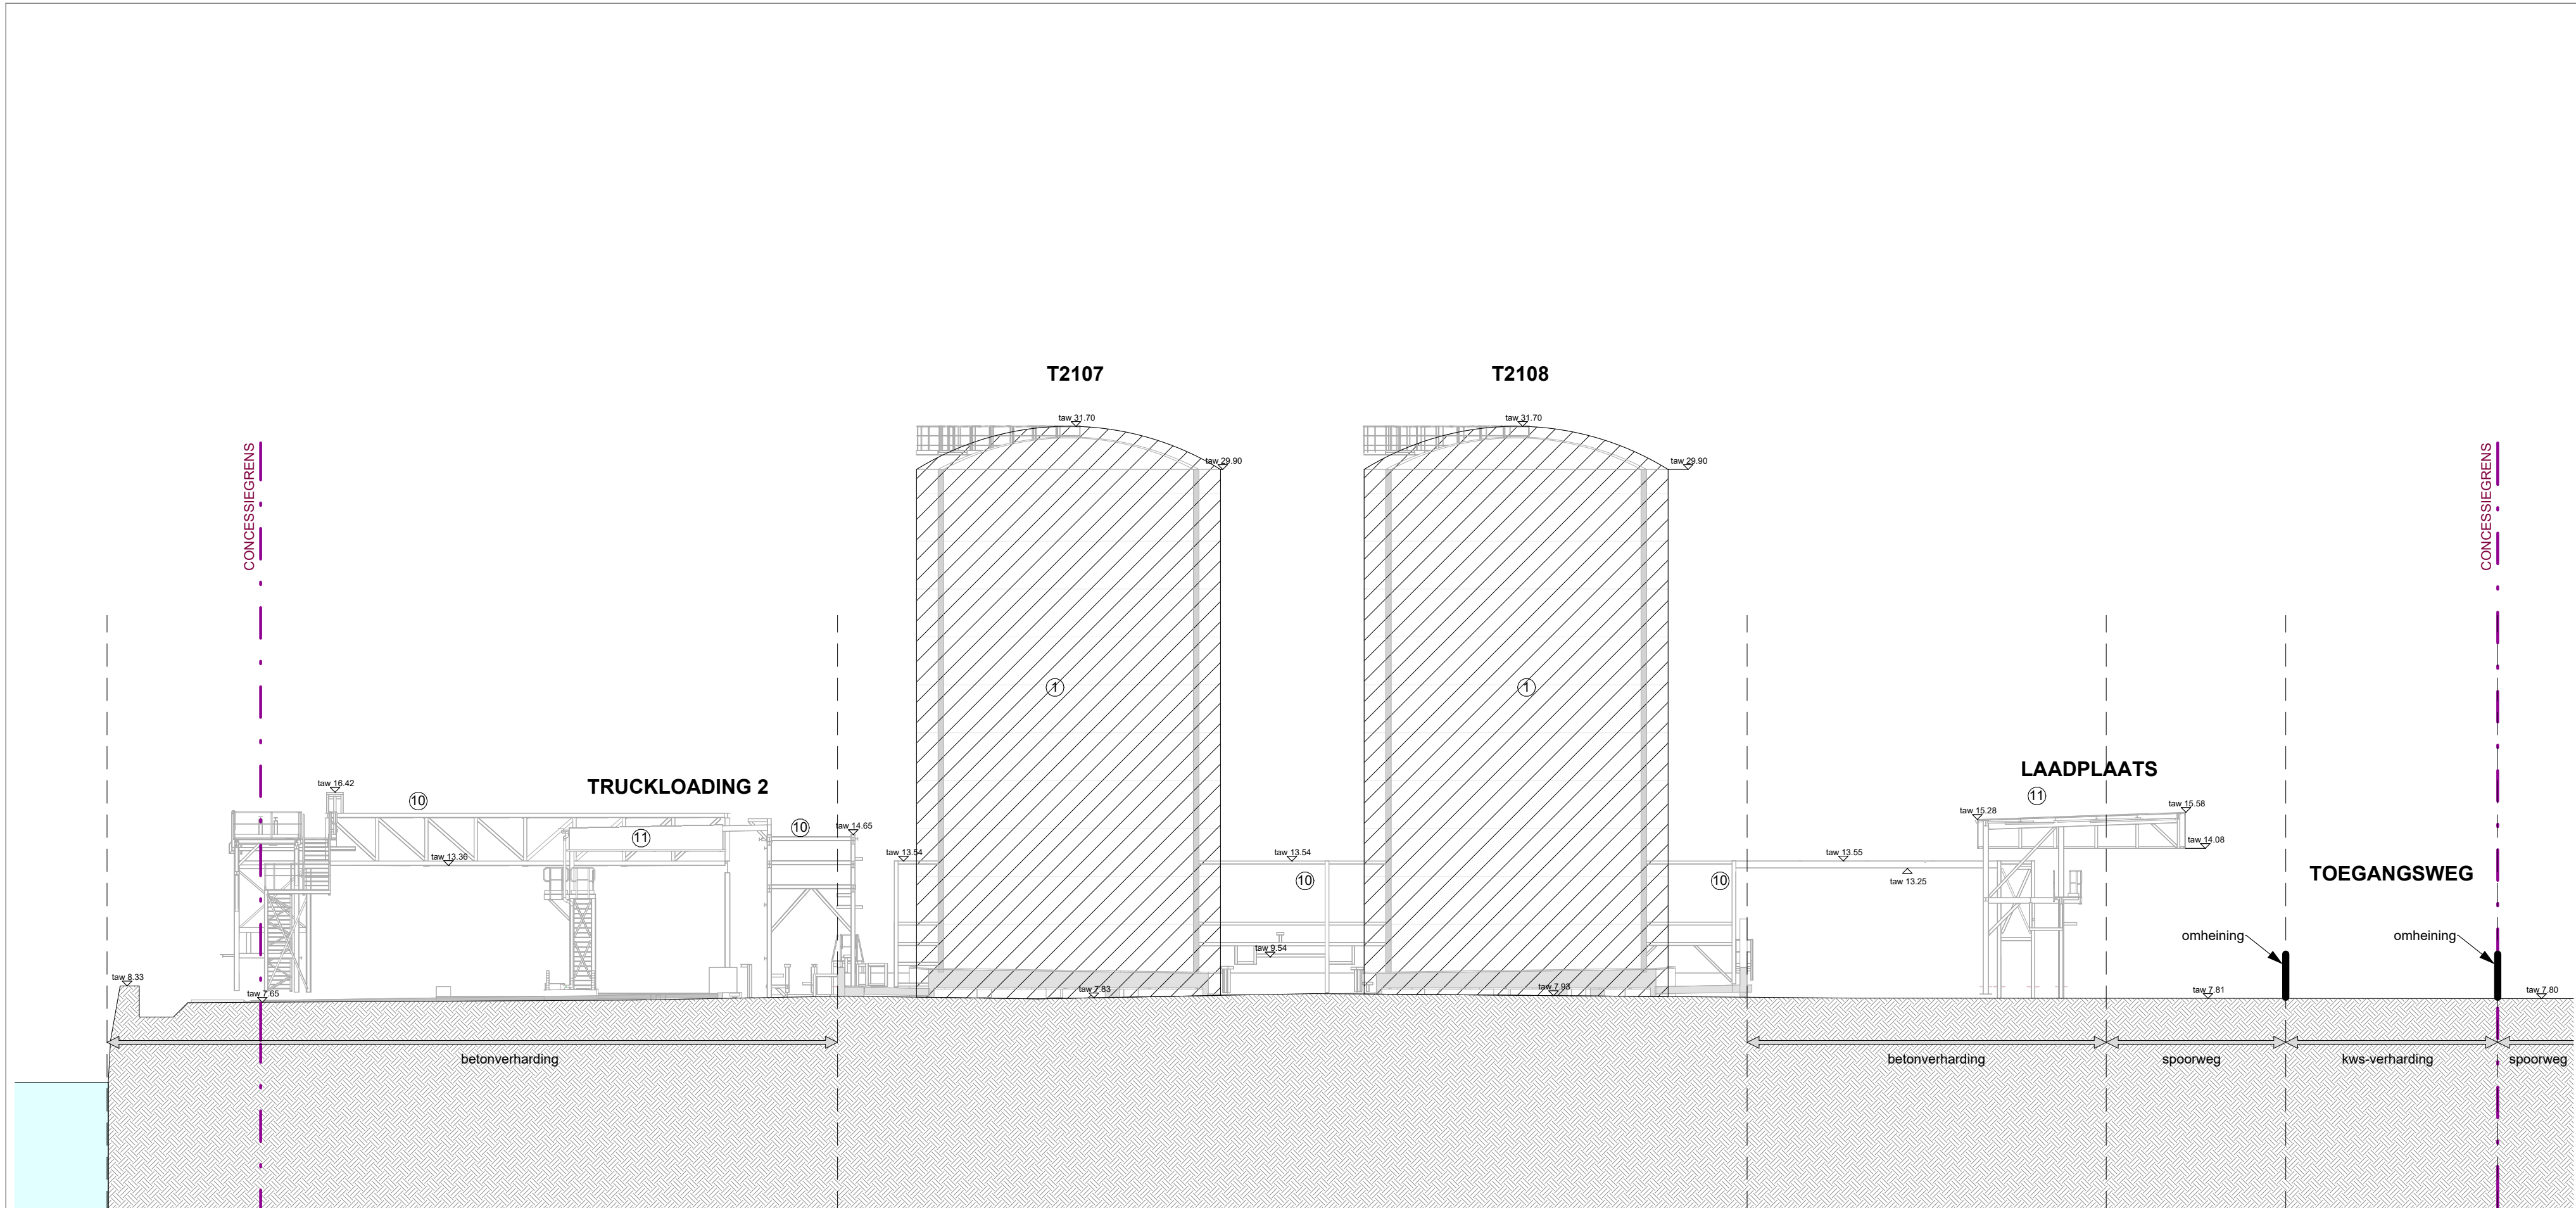 T2107
T2108
taw 31.70
taw 31.70
CONCESSIEGRENS
CONCESSIEGRENS
taw 29.90
taw 29.90
1
1
LAADPLAATS
TRUCKLOADING 2
taw 16.42
10
11
11
10
taw 14.65
taw 15.28
taw 15.58
taw 14.08
taw 13.36
taw 13.54
taw 13.54
taw 13.55
10
10
taw 13.25
TOEGANGSWEG
omheining
omheining
taw 9.54
taw 8.33
taw 7.65
taw 7.83
taw 7.93
taw 7.81
taw 7.80
betonverharding
betonverharding
spoorweg
kws-verharding
spoorweg